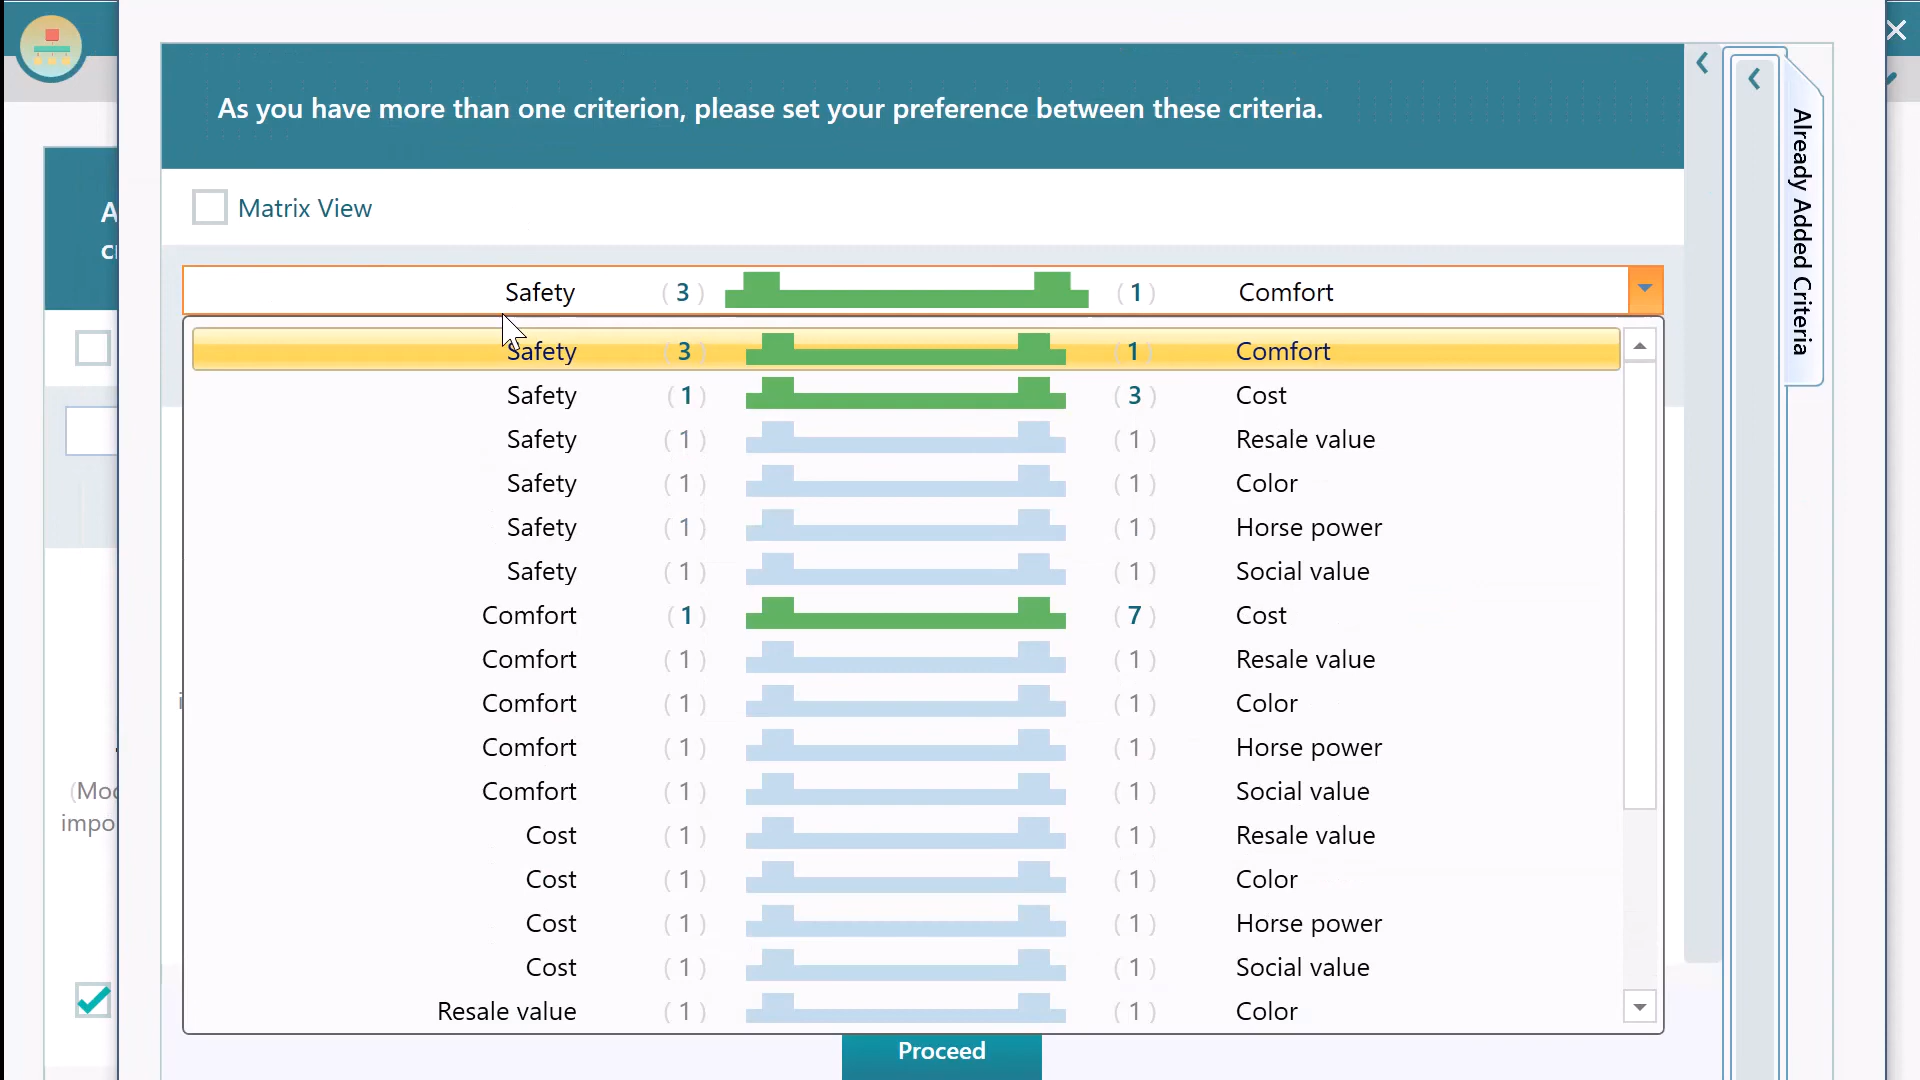 As you have more than one criterion, please set your preference between these criteria.
Matrix View
Safety (3) (1) Comfort
Safety (3) (1) Comfort
Safety (1) (3) Cost
Safety (1) (1) Resale value
Safety (1) (1) Color
Safety (1) (1) Horse power
Safety (1) (1) Social value
Comfort (1) (7) Cost
Comfort (1) (1) Resale value
Comfort (1) (1) Color
Comfort (1) (1) Horse power
Comfort (1) (1) Social value
Cost (1) (1) Resale value
Cost (1) (1) Color
Cost (1) (1) Horse power
Cost (1) (1) Social value
Resale value (1) (1) Color
Proceed
Already Added Criteria